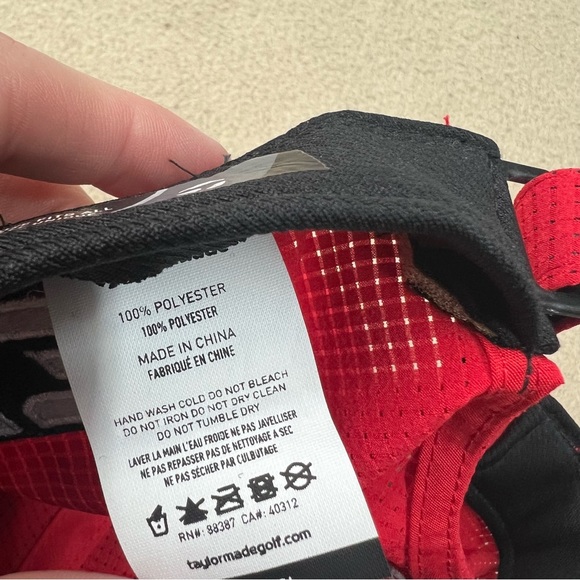 100% POLYESTER
100% POLYESTER
MADE IN CHINA
FABRIQUÉ EN CHINE
HAND WASH COLD DO NOT BLEACH
DO NOT IRON DO NOT DRY CLEAN
DO NOT TUMBLE DRY
LAVER LA MAIN L'EAU FROIDE NE PAS JAVELLISER
NE PAS REPASSER PAS DE NETTOYAGE A SEC
NE PAS SÉCHER PAR CULBUTAGE
RN#: 88387 CA#: 40312
taylormadegolf.com